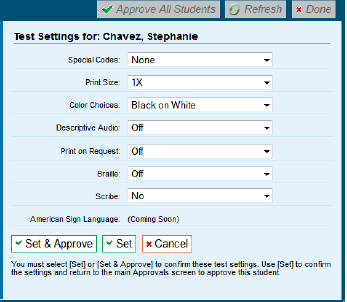 Approve All Students Refresh Done
Test Settings for: Chavez, Stephanie
Special Codes: None
Print Size: 1X
Color Choices: Black on White
Descriptive Audio: Off
Print on Request: Off
Braille: Off
Scribe: No
American Sign Language: (Coming Soon)
Set & Approve Set Cancel
You must select [Set] or [Set & Approve] to confirm these test settings. Use [Set] to confirm
the settings and return to the main Approvals screen to approve this student.